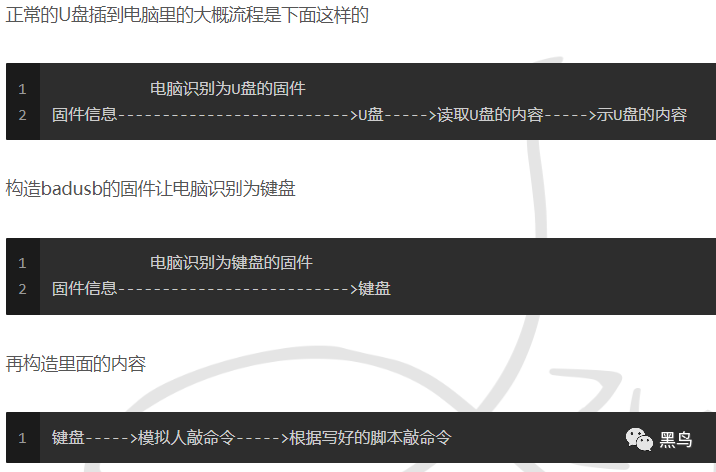 正常的U盘插到电脑里的大概流程是下面这样的
1 电脑识别为U盘的固件
2 固件信息-------------------------->U盘----->读取U盘的内容----->示U盘的内容
构造badusb的固件让电脑识别为键盘
1 电脑识别为键盘的固件
2 固件信息-------------------------->键盘
再构造里面的内容
1 键盘----->模拟人敲命令----->根据写好的脚本敲命令
黑鸟